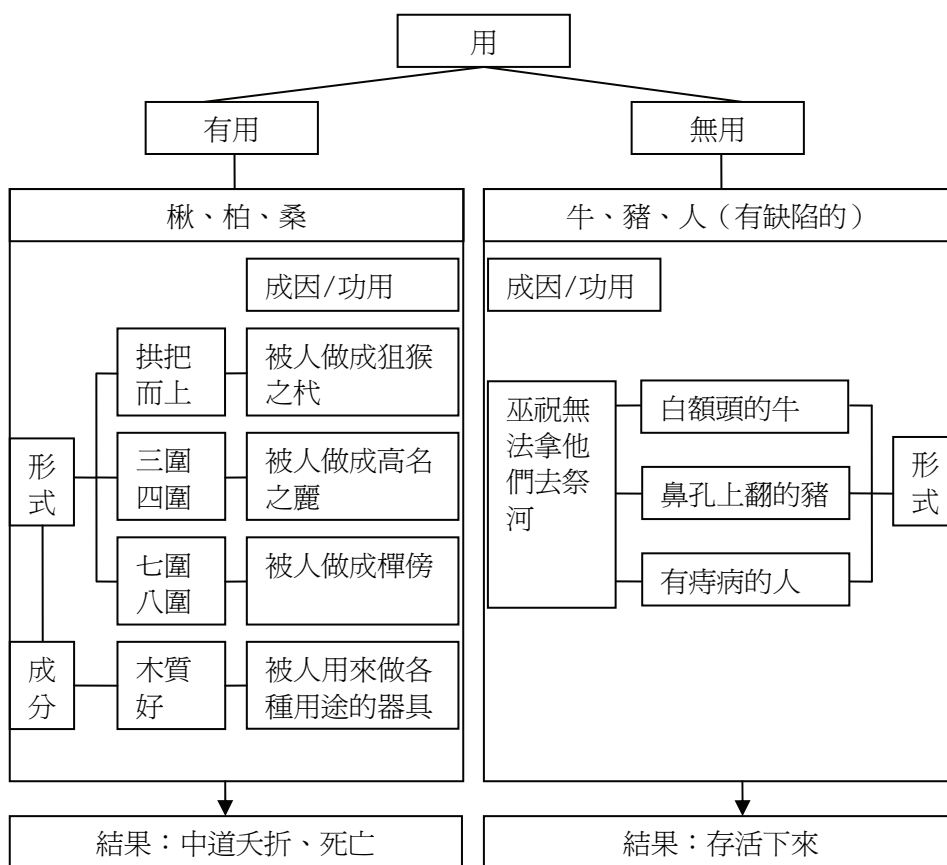 用
有用
無用
楸、柏、桑
牛、豬、人（有缺陷的）
成因/功用
成因/功用
拱把
而上
被人做成狙猴
之杙
三圍
四圍
被人做成高名
之麗
七圍
八圍
被人做成樿傍
形
式
成
分
木質
好
被人用來做各
種用途的器具
巫祝無
法拿他
們去祭
河
白額頭的牛
鼻孔上翻的豬
有痔病的人
形
式
結果：中道夭折、死亡
結果：存活下來